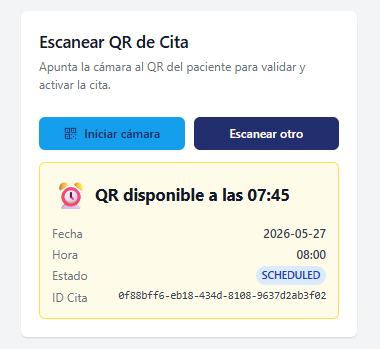 Escanear QR de Cita
Apunta la cámara al QR del paciente para validar y
activar la cita.
Iniciar cámara
Escanear otro
QR disponible a las 07:45
Fecha 2026-05-27
Hora 08:00
Estado SCHEDULED
ID Cita 0f88bff6-eb18-434d-8108-9637d2ab3f02